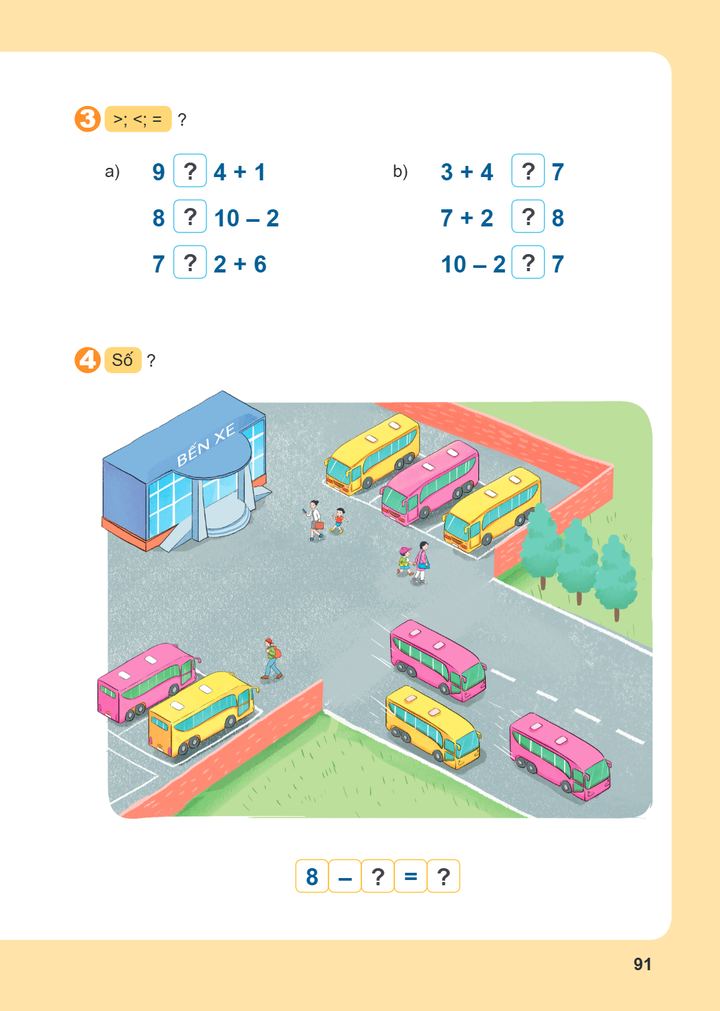 3 >; <; = ?
a) 9 ? 4 + 1
8 ? 10 – 2
7 ? 2 + 6
b) 3 + 4 ? 7
7 + 2 ? 8
10 – 2 ? 7
4 Số ?
BẾN XE
8 – ? = ?
91